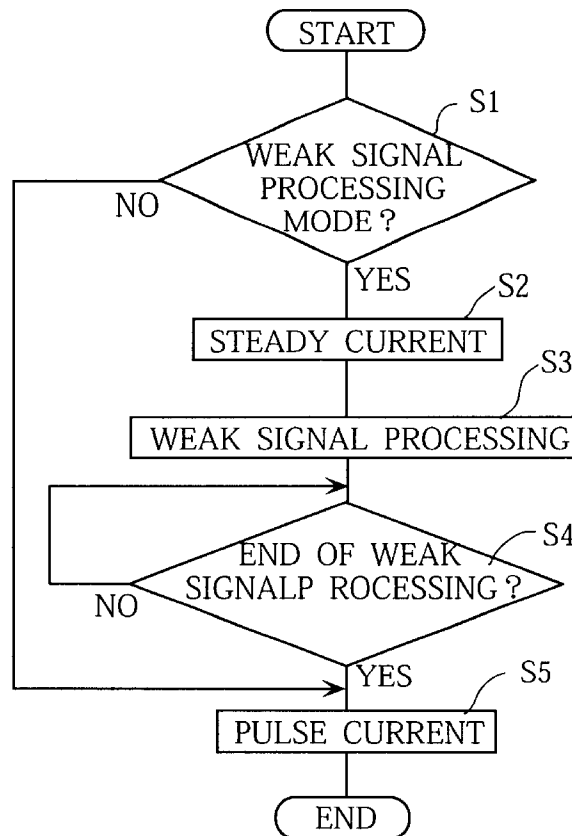 START
S1
WEAK SIGNAL
PROCESSING
MODE?
NO
YES
S2
STEADY CURRENT
S3
WEAK SIGNAL PROCESSING
S4
END OF WEAK
SIGNALP ROCESSING?
NO
YES
S5
PULSE CURRENT
END